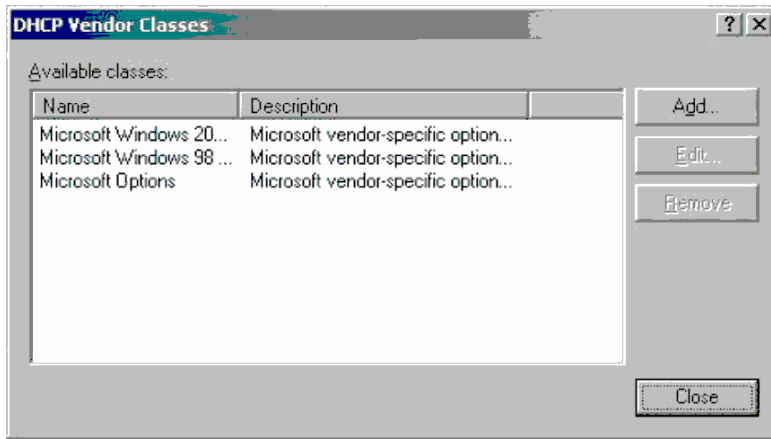 DHCP Vendor Classes
Available classes:
Name Description
Microsoft Windows 20... Microsoft vendor-specific option...
Microsoft Windows 98 ... Microsoft vendor-specific option...
Microsoft Options Microsoft vendor-specific option...
Add...
Edit...
Remove
Close